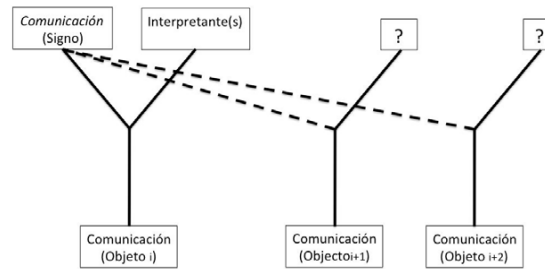 Comunicación
(Signo)
Interpretante(s)
?
?
Comunicación
(Objeto i)
Comunicación
(Objectoi+1)
Comunicación
(Objeto i+2)